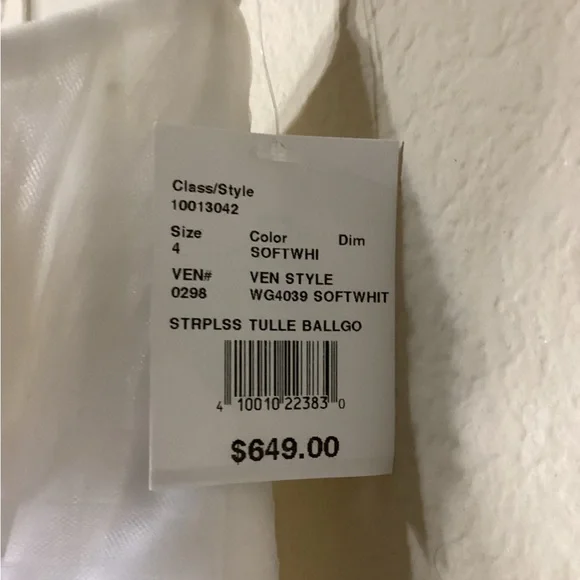 Class/Style
10013042
Size Color Dim
4 SOFTWHI
VEN# VEN STYLE
0298 WG4039 SOFTWHIT
STRPLSS TULLE BALLGO
4 10010 22383 0
$649.00